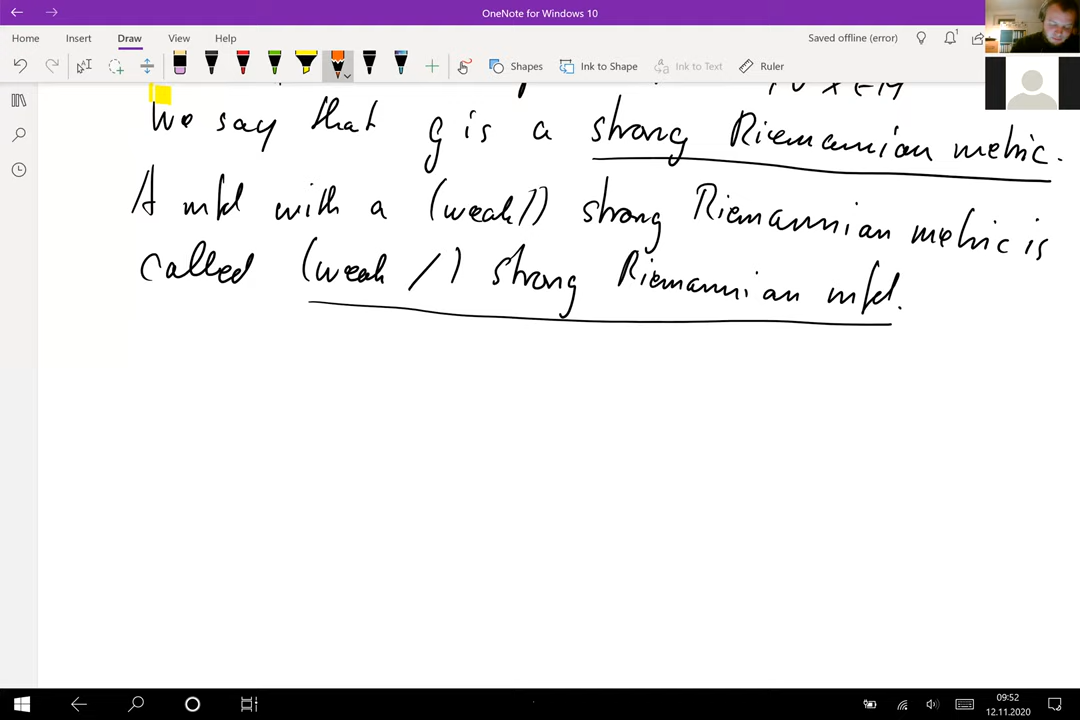 OneNote for Windows 10
Home Insert Draw View Help Saved offline (error)
Shapes Ink to Shape Ink to Text Ruler
We say that g is a strong Riemannian metric.
A mfd with a (weak/) strong Riemannian metric is
called (weak /) strong Riemannian mfd.
09:52
12.11.2020